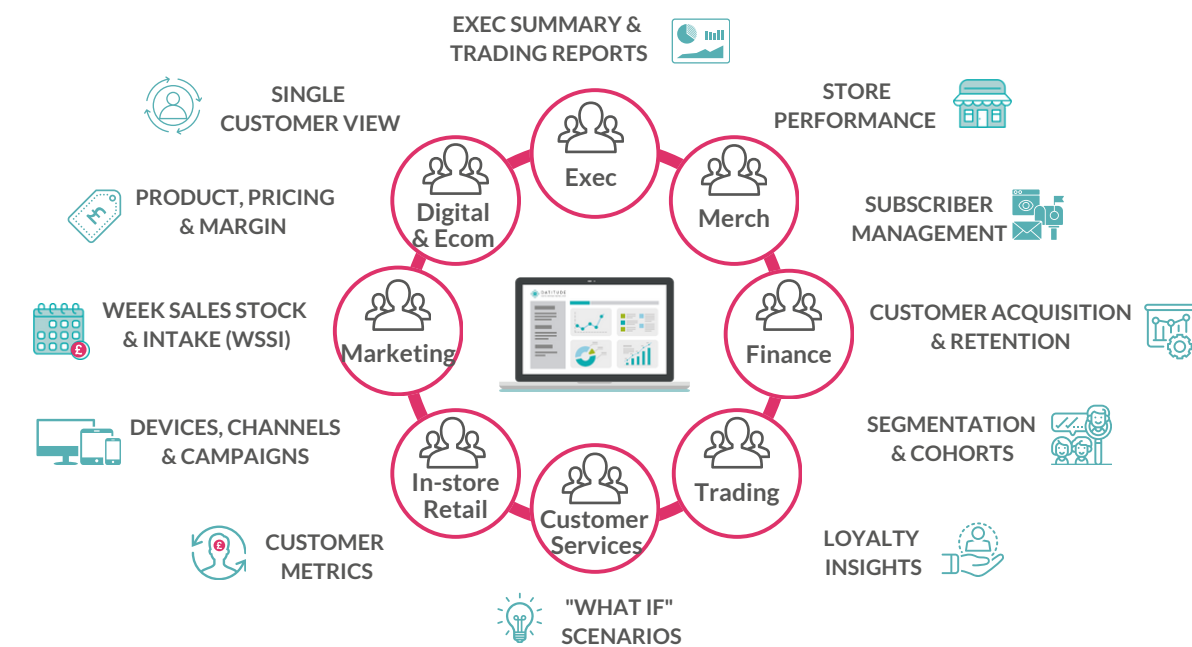 EXEC SUMMARY &
TRADING REPORTS
SINGLE
CUSTOMER VIEW
STORE
PERFORMANCE
Exec
Digital
& Ecom
Merch
PRODUCT, PRICING
& MARGIN
SUBSCRIBER
MANAGEMENT
WEEK SALES STOCK
& INTAKE (WSSI)
Marketing
DATITUDE
Finance
CUSTOMER ACQUISITION
& RETENTION
DEVICES, CHANNELS
& CAMPAIGNS
In-store
Retail
Customer
Services
Trading
SEGMENTATION
& COHORTS
CUSTOMER
METRICS
LOYALTY
INSIGHTS
"WHAT IF"
SCENARIOS